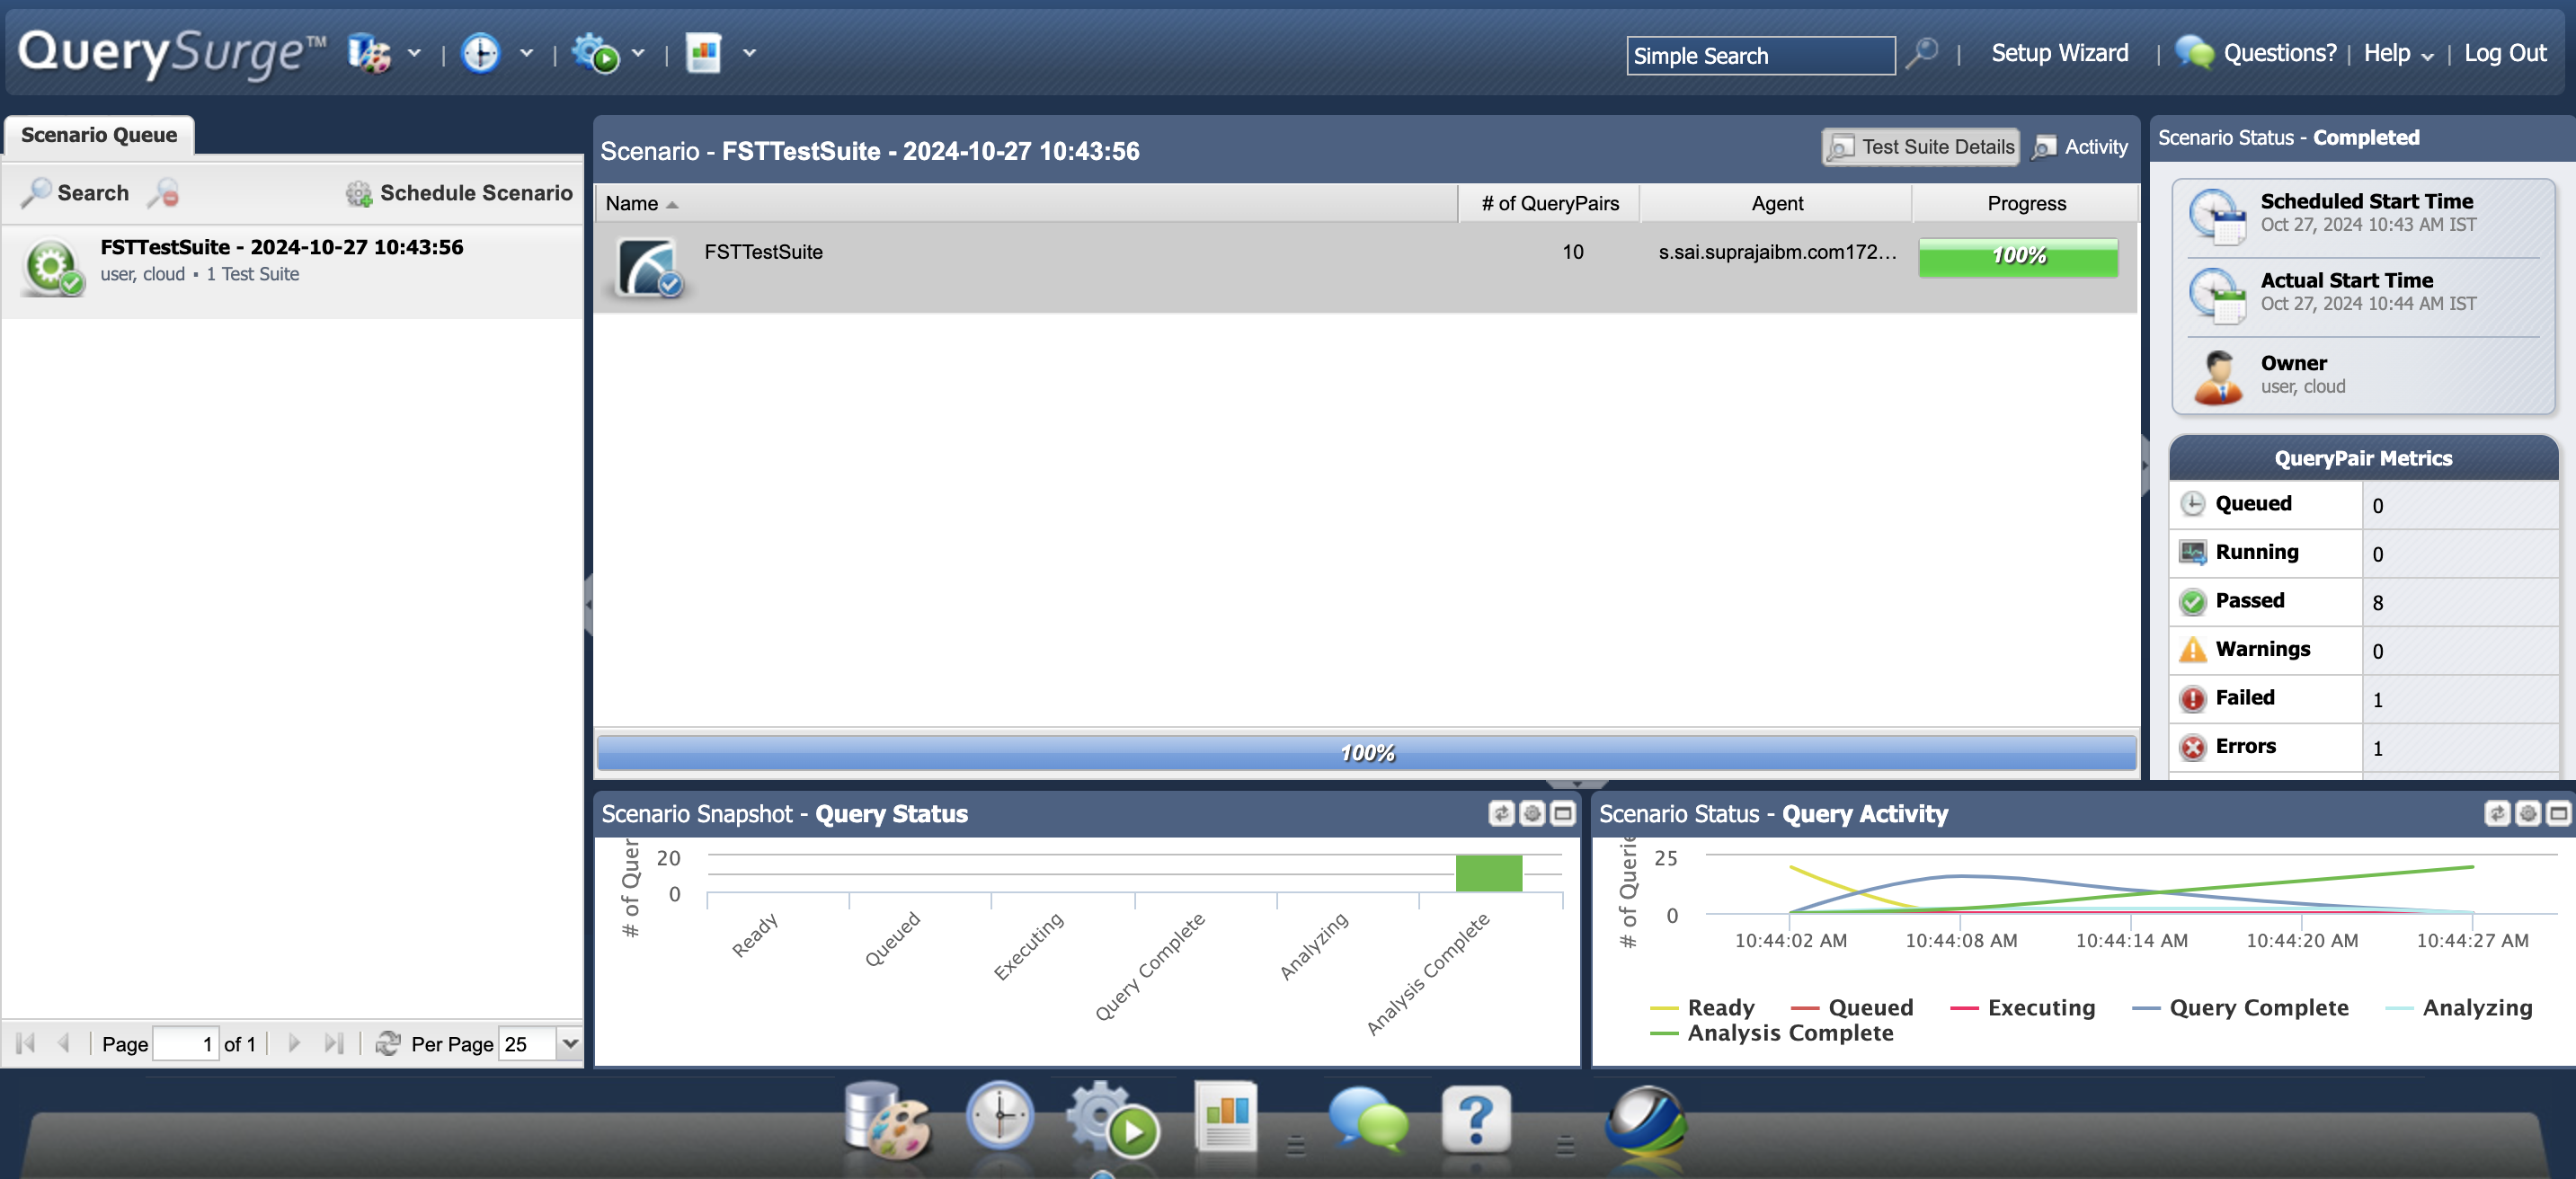 QuerySurge™
Simple Search
Setup Wizard
Questions?
Help
Log Out
Scenario Queue
Search
Schedule Scenario
FSTTestSuite - 2024-10-27 10:43:56
user, cloud ▪ 1 Test Suite
Page 1 of 1
Per Page 25
Scenario - FSTTestSuite - 2024-10-27 10:43:56
Test Suite Details
Activity
Name # of QueryPairs Agent Progress
FSTTestSuite 10 s.sai.suprajaibm.com172... 100%
100%
Scenario Status - Completed
Scheduled Start Time
Oct 27, 2024 10:43 AM IST
Actual Start Time
Oct 27, 2024 10:44 AM IST
Owner
user, cloud
QueryPair Metrics
Queued 0
Running 0
Passed 8
Warnings 0
Failed 1
Errors 1
Scenario Snapshot - Query Status
# of Quer
20
0
Ready
Queued
Executing
Query Complete
Analyzing
Analysis Complete
Scenario Status - Query Activity
# of Querie
25
0
10:44:02 AM 10:44:08 AM 10:44:14 AM 10:44:20 AM 10:44:27 AM
Ready Queued Executing Query Complete Analyzing
Analysis Complete